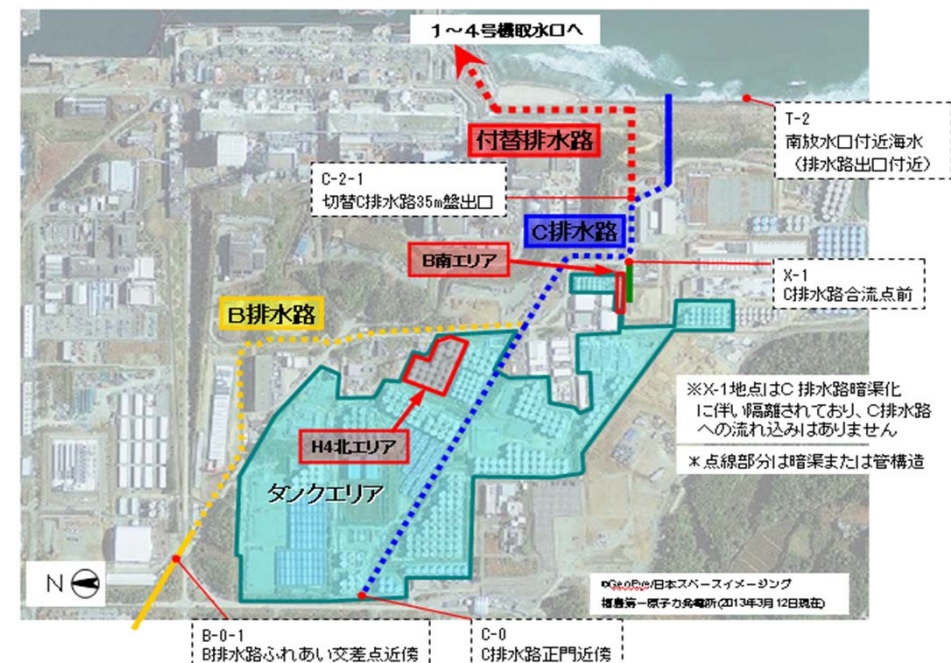 1～4号機取水口へ
付替排水路
T-2
南放水口付近海水
（排水路出口付近）
C-2-1
切替C排水路35m盤出口
C排水路
B南エリア
X-1
C排水路合流点前
B排水路
※X-1地点はC排水路暗渠化
に伴い隔離されており、C排水路
への流れ込みはありません
＊点線部分は暗渠または管構造
H4北エリア
タンクエリア
N
©GeoEye/日本スペースイメージング
福島第一原子力発電所(2013年3月12日現在)
B-0-1
B排水路ふれあい交差点近傍
C-0
C排水路正門近傍